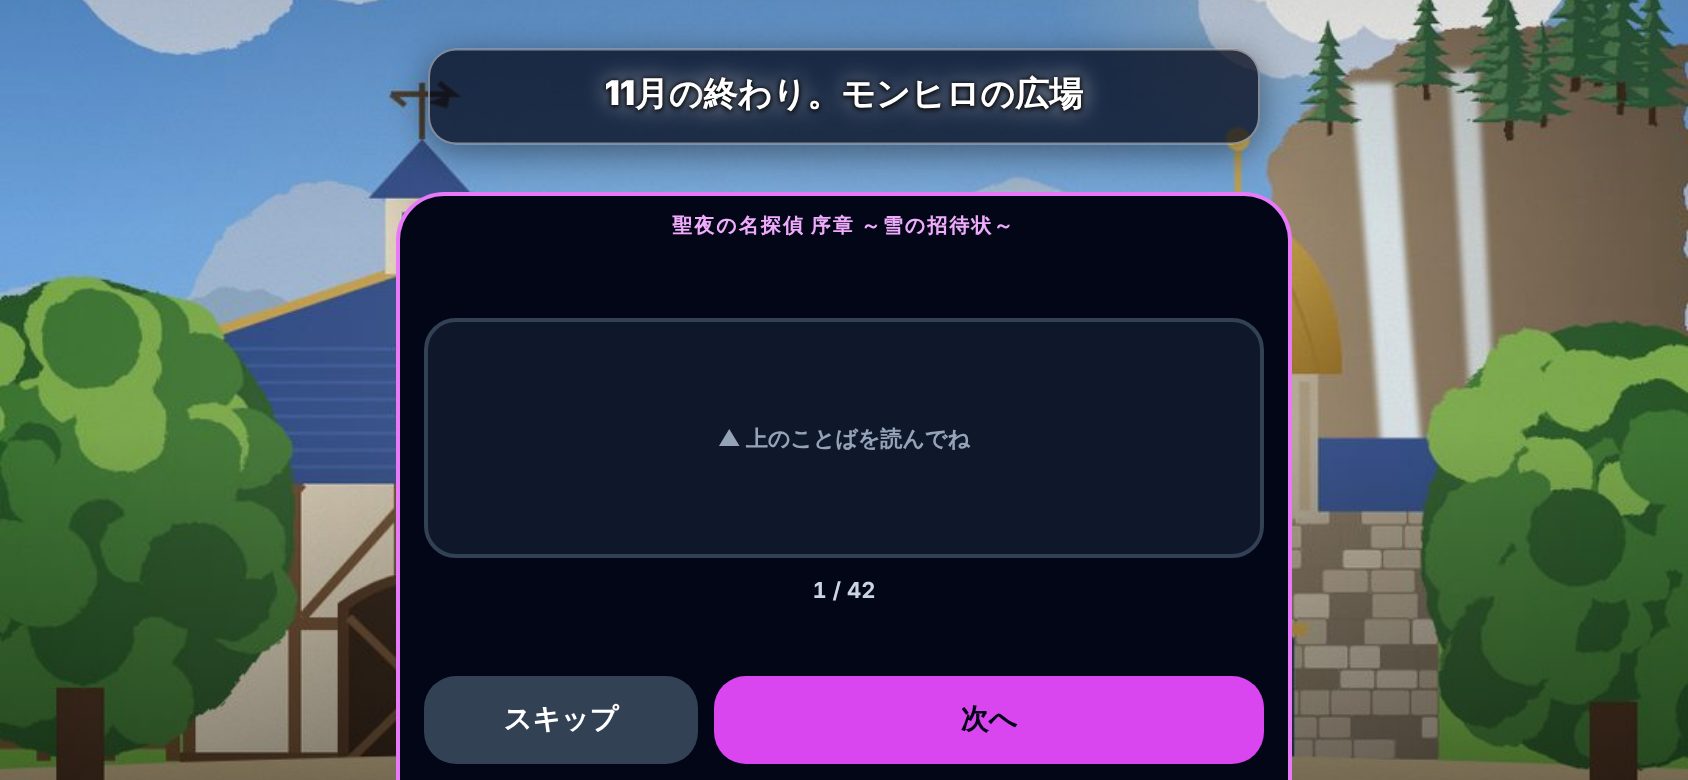 11月の終わり。モンヒロの広場
聖夜の名探偵 序章 ～雪の招待状～
▲ 上のことばを読んでね
1 / 42
スキップ
次へ